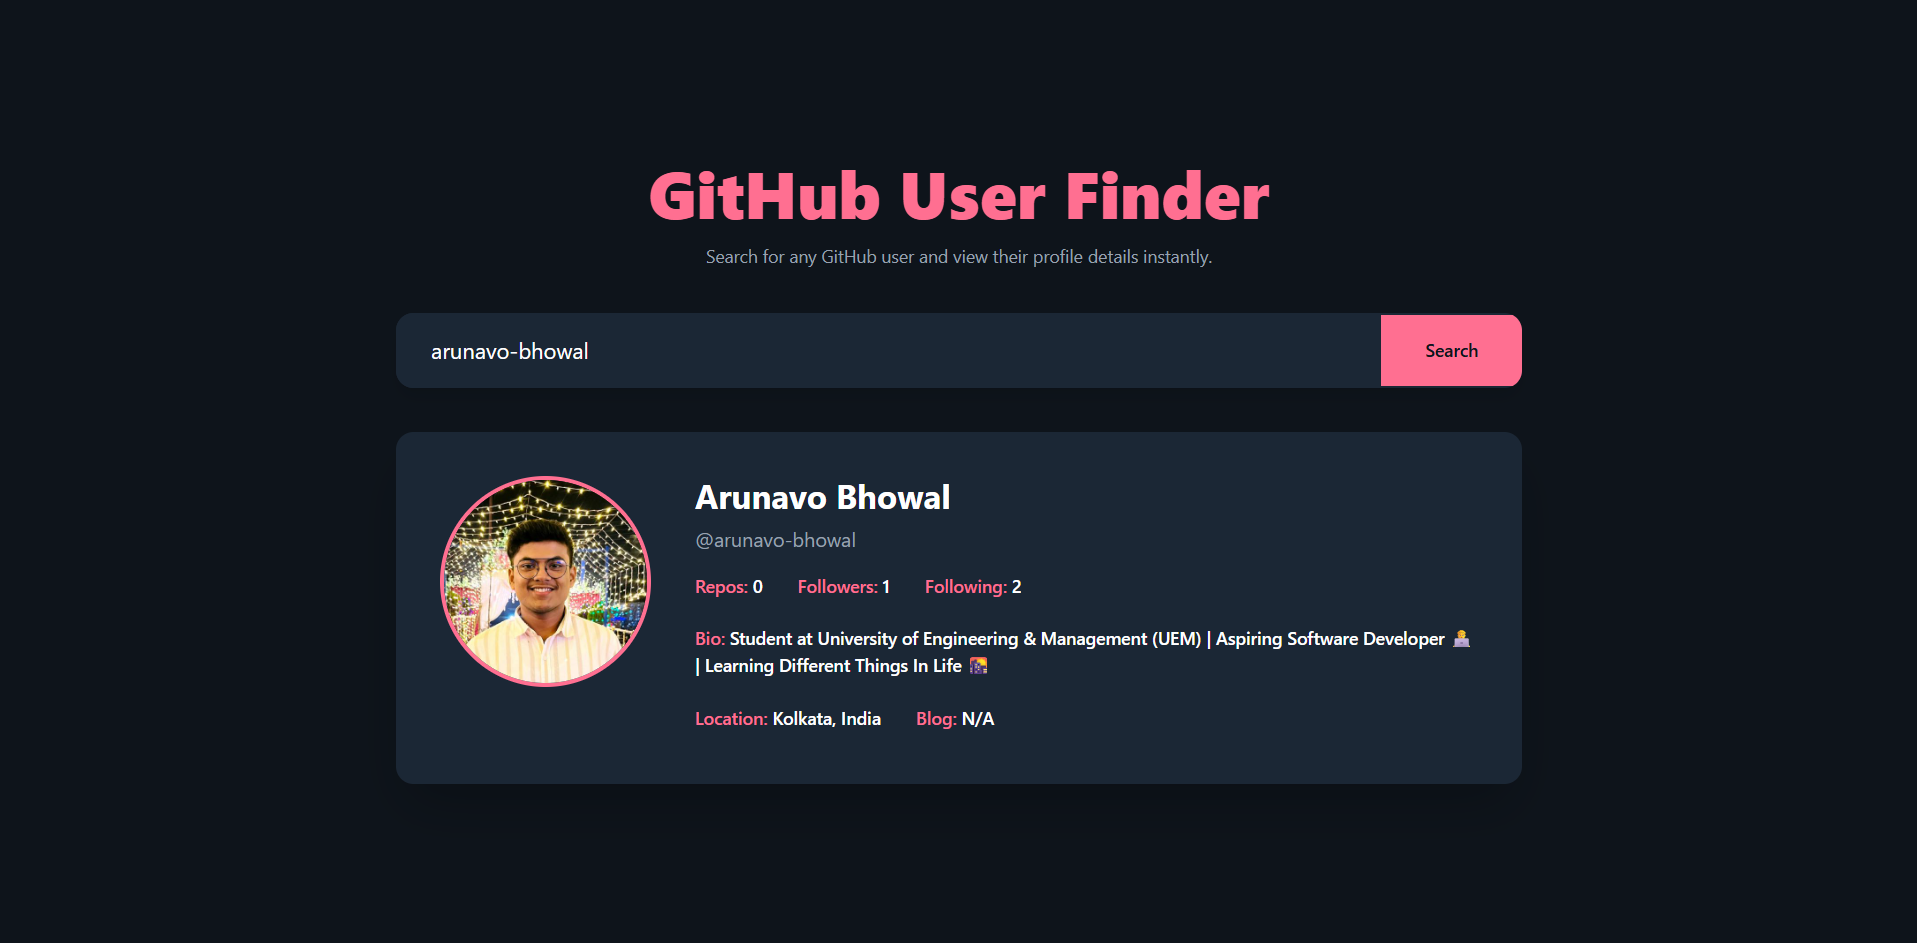 GitHub User Finder
Search for any GitHub user and view their profile details instantly.
arunavo-bhowal Search
Arunavo Bhowal
@arunavo-bhowal
Repos: 0 Followers: 1 Following: 2
Bio: Student at University of Engineering & Management (UEM) | Aspiring Software Developer 🧑‍💻
| Learning Different Things In Life 🌇
Location: Kolkata, India Blog: N/A